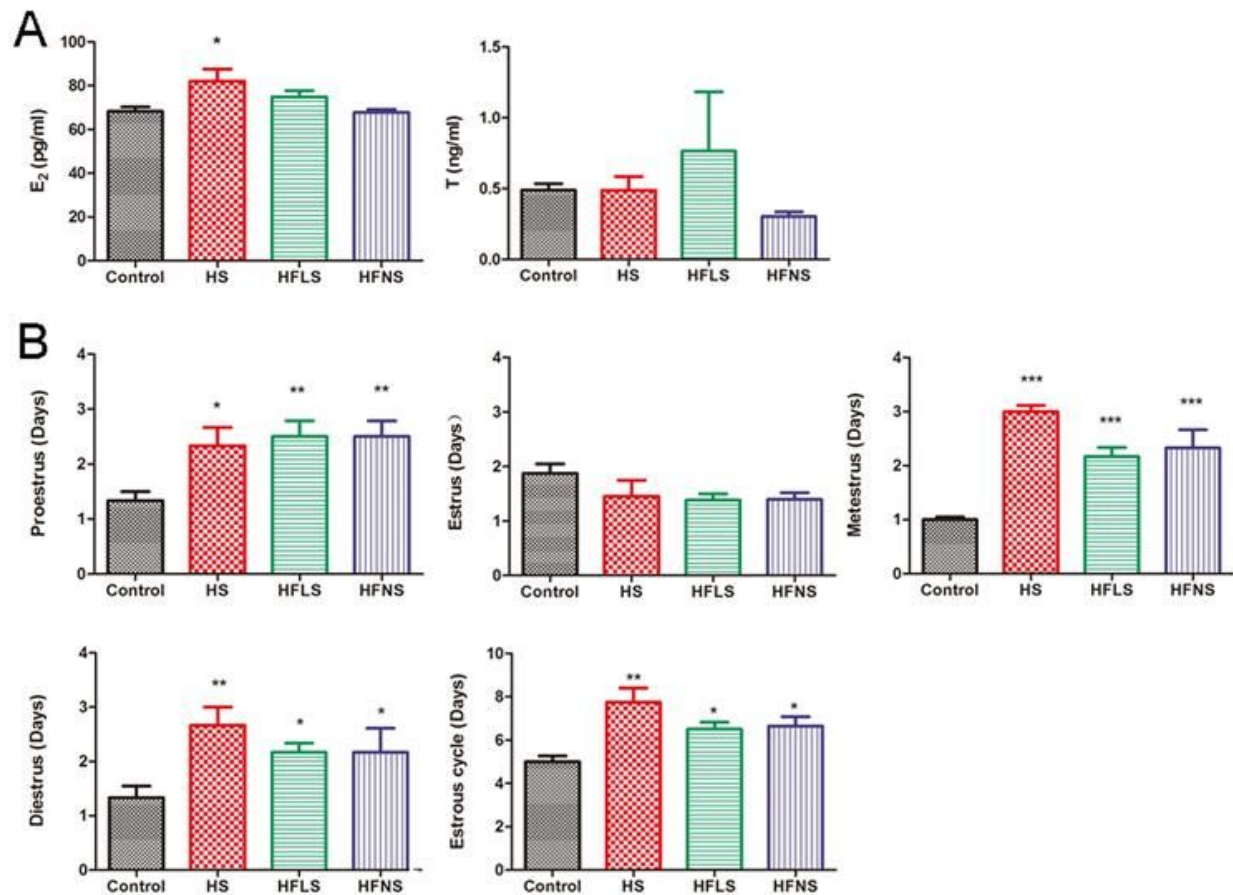 A
E₂ (pg/ml)
100
80
60
40
20
0
*
Control HS HFLS HFNS
T (ng/ml)
1.5
1.0
0.5
0.0
Control HS HFLS HFNS
B
Proestrus (Days)
4
3
2
1
0
* ** **
Control HS HFLS HFNS
Estrus (Days)
4
3
2
1
0
Control HS HFLS HFNS
Metestrus (Days)
4
3
2
1
0
*** *** ***
Control HS HFLS HFNS
Diestrus (Days)
4
3
2
1
0
** * *
Control HS HFLS HFNS
Estrous cycle (Days)
10
8
6
4
2
0
** * *
Control HS HFLS HFNS